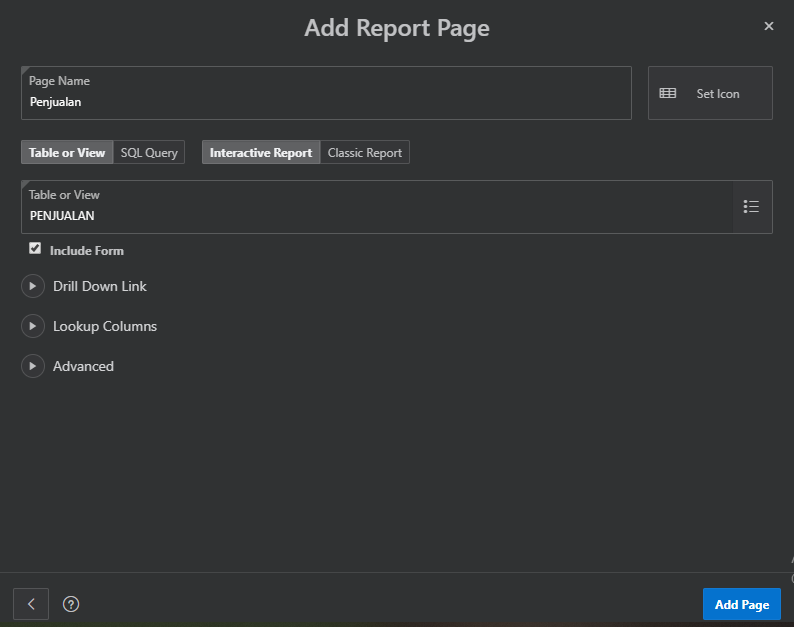 Add Report Page
Page Name
Penjualan
Set Icon
Table or View SQL Query Interactive Report Classic Report
Table or View
PENJUALAN
Include Form
Drill Down Link
Lookup Columns
Advanced
Add Page